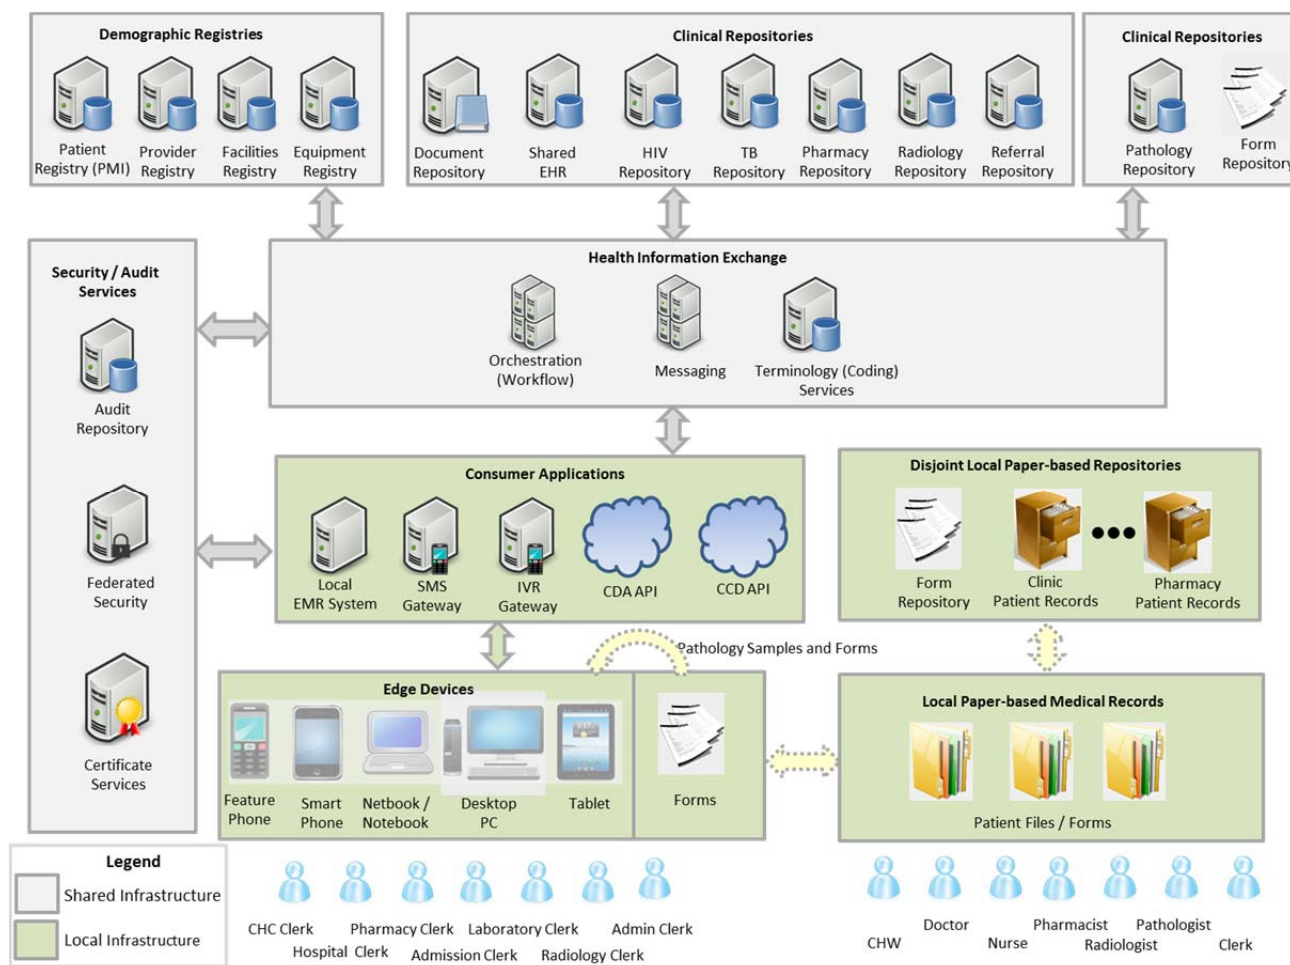 Demographic Registries
Patient
Registry (PMI)
Provider
Registry
Facilities
Registry
Equipment
Registry
Clinical Repositories
Document
Repository
Shared
EHR
HIV
Repository
TB
Repository
Pharmacy
Repository
Radiology
Repository
Referral
Repository
Clinical Repositories
Pathology
Repository
Form
Repository
Security / Audit
Services
Audit
Repository
Federated
Security
Certificate
Services
Health Information Exchange
Orchestration
(Workflow)
Messaging
Terminology (Coding)
Services
Consumer Applications
Local
EMR System
SMS
Gateway
IVR
Gateway
CDA API
CCD API
Disjoint Local Paper-based Repositories
Form
Repository
Clinic
Patient Records
Pharmacy
Patient Records
Pathology Samples and Forms
Edge Devices
Feature
Phone
Smart
Phone
Netbook /
Notebook
Desktop
PC
Tablet
Forms
Local Paper-based Medical Records
Patient Files / Forms
Legend
Shared Infrastructure
Local Infrastructure
CHC Clerk
Hospital Clerk
Pharmacy Clerk
Admission Clerk
Laboratory Clerk
Radiology Clerk
Admin Clerk
CHW
Doctor
Nurse
Pharmacist
Radiologist
Pathologist
Clerk